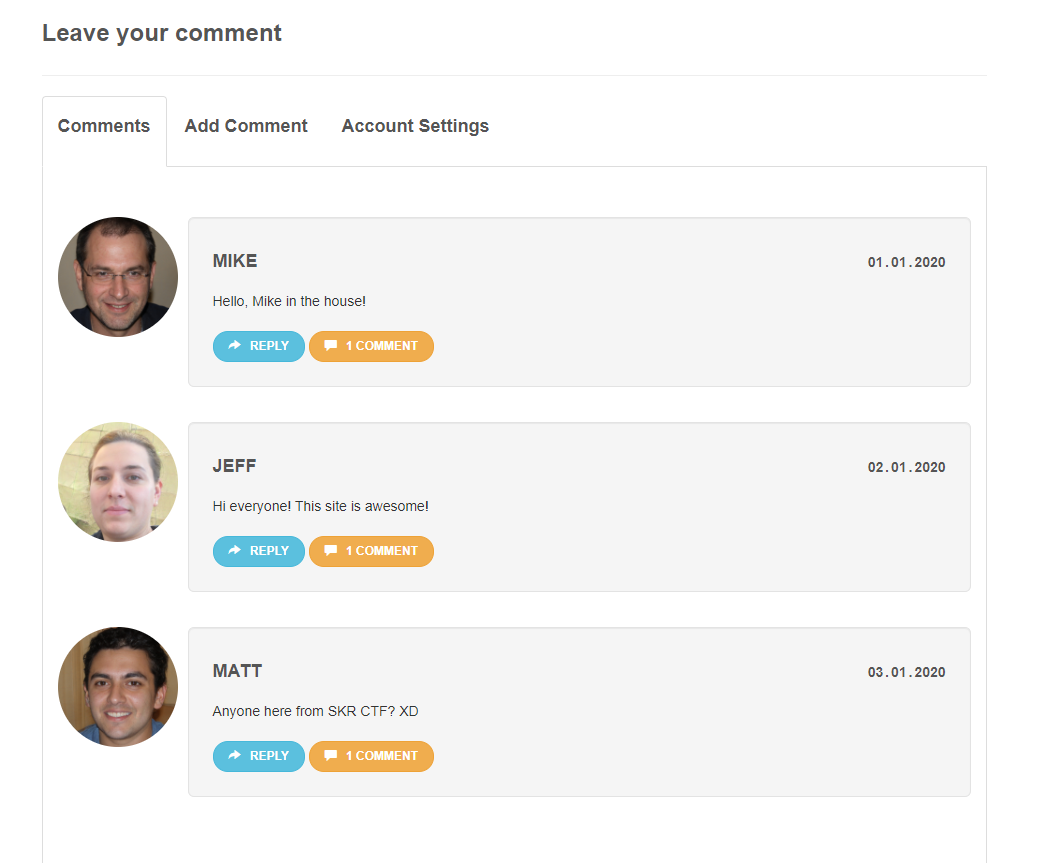 Leave your comment
Comments Add Comment Account Settings
MIKE 01.01.2020
Hello, Mike in the house!
REPLY 1 COMMENT
JEFF 02.01.2020
Hi everyone! This site is awesome!
REPLY 1 COMMENT
MATT 03.01.2020
Anyone here from SKR CTF? XD
REPLY 1 COMMENT